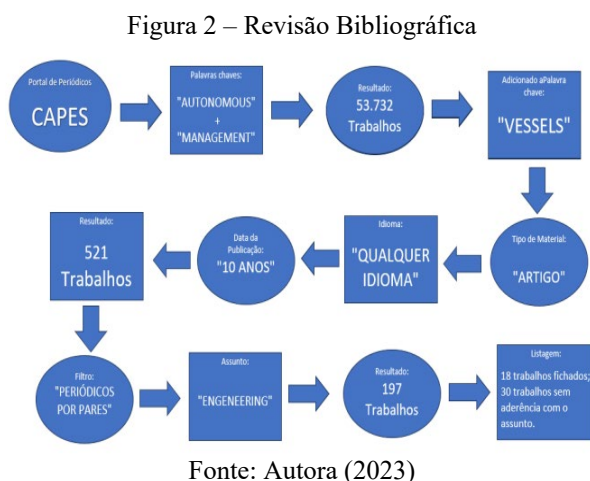 Figura 2 – Revisão Bibliográfica
Portal de Periódicos
CAPES
Palavras chaves:
"AUTONOMOUS"
+
"MANAGEMENT"
Resultado:
53.732
Trabalhos
Adicionado aPalavra
chave:
"VESSELS"
Tipo de Material:
"ARTIGO"
Idioma:
"QUALQUER
IDIOMA"
Data da
Publicação:
"10 ANOS"
Resultado:
521
Trabalhos
Filtro:
"PERIÓDICOS
POR PARES"
Assunto:
"ENGENEERING"
Resultado:
197
Trabalhos
Listagem:
18 trabalhos fichados;
30 trabalhos sem
aderência com o
assunto.
Fonte: Autora (2023)